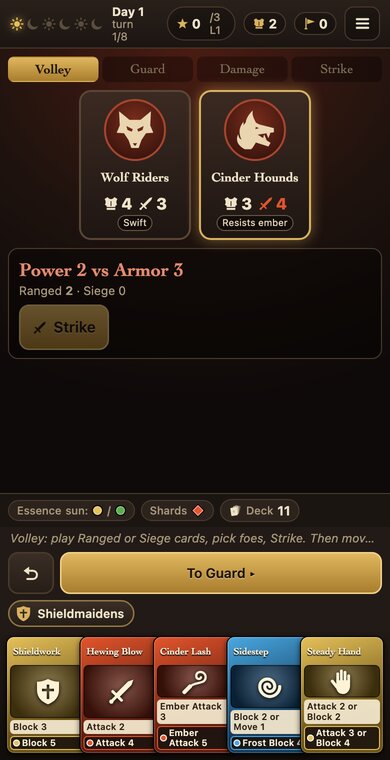 Day 1
turn
1/8
0 /3
L1
2
0
Volley Guard Damage Strike
Wolf Riders
4 3
Swift
Cinder Hounds
3 4
Resists ember
Power 2 vs Armor 3
Ranged 2 · Siege 0
Strike
Essence sun: /
Shards
Deck 11
Volley: play Ranged or Siege cards, pick foes, Strike. Then mov…
To Guard ▸
Shieldmaidens
Shieldwork
Block 3
Block 5
Hewing Blow
Attack 2
Attack 4
Cinder Lash
Ember Attack
3
Ember
Attack 5
Sidestep
Block 2 or
Move 1
Frost Block 4
Steady Hand
Attack 2 or
Block 2
Attack 3 or
Block 4